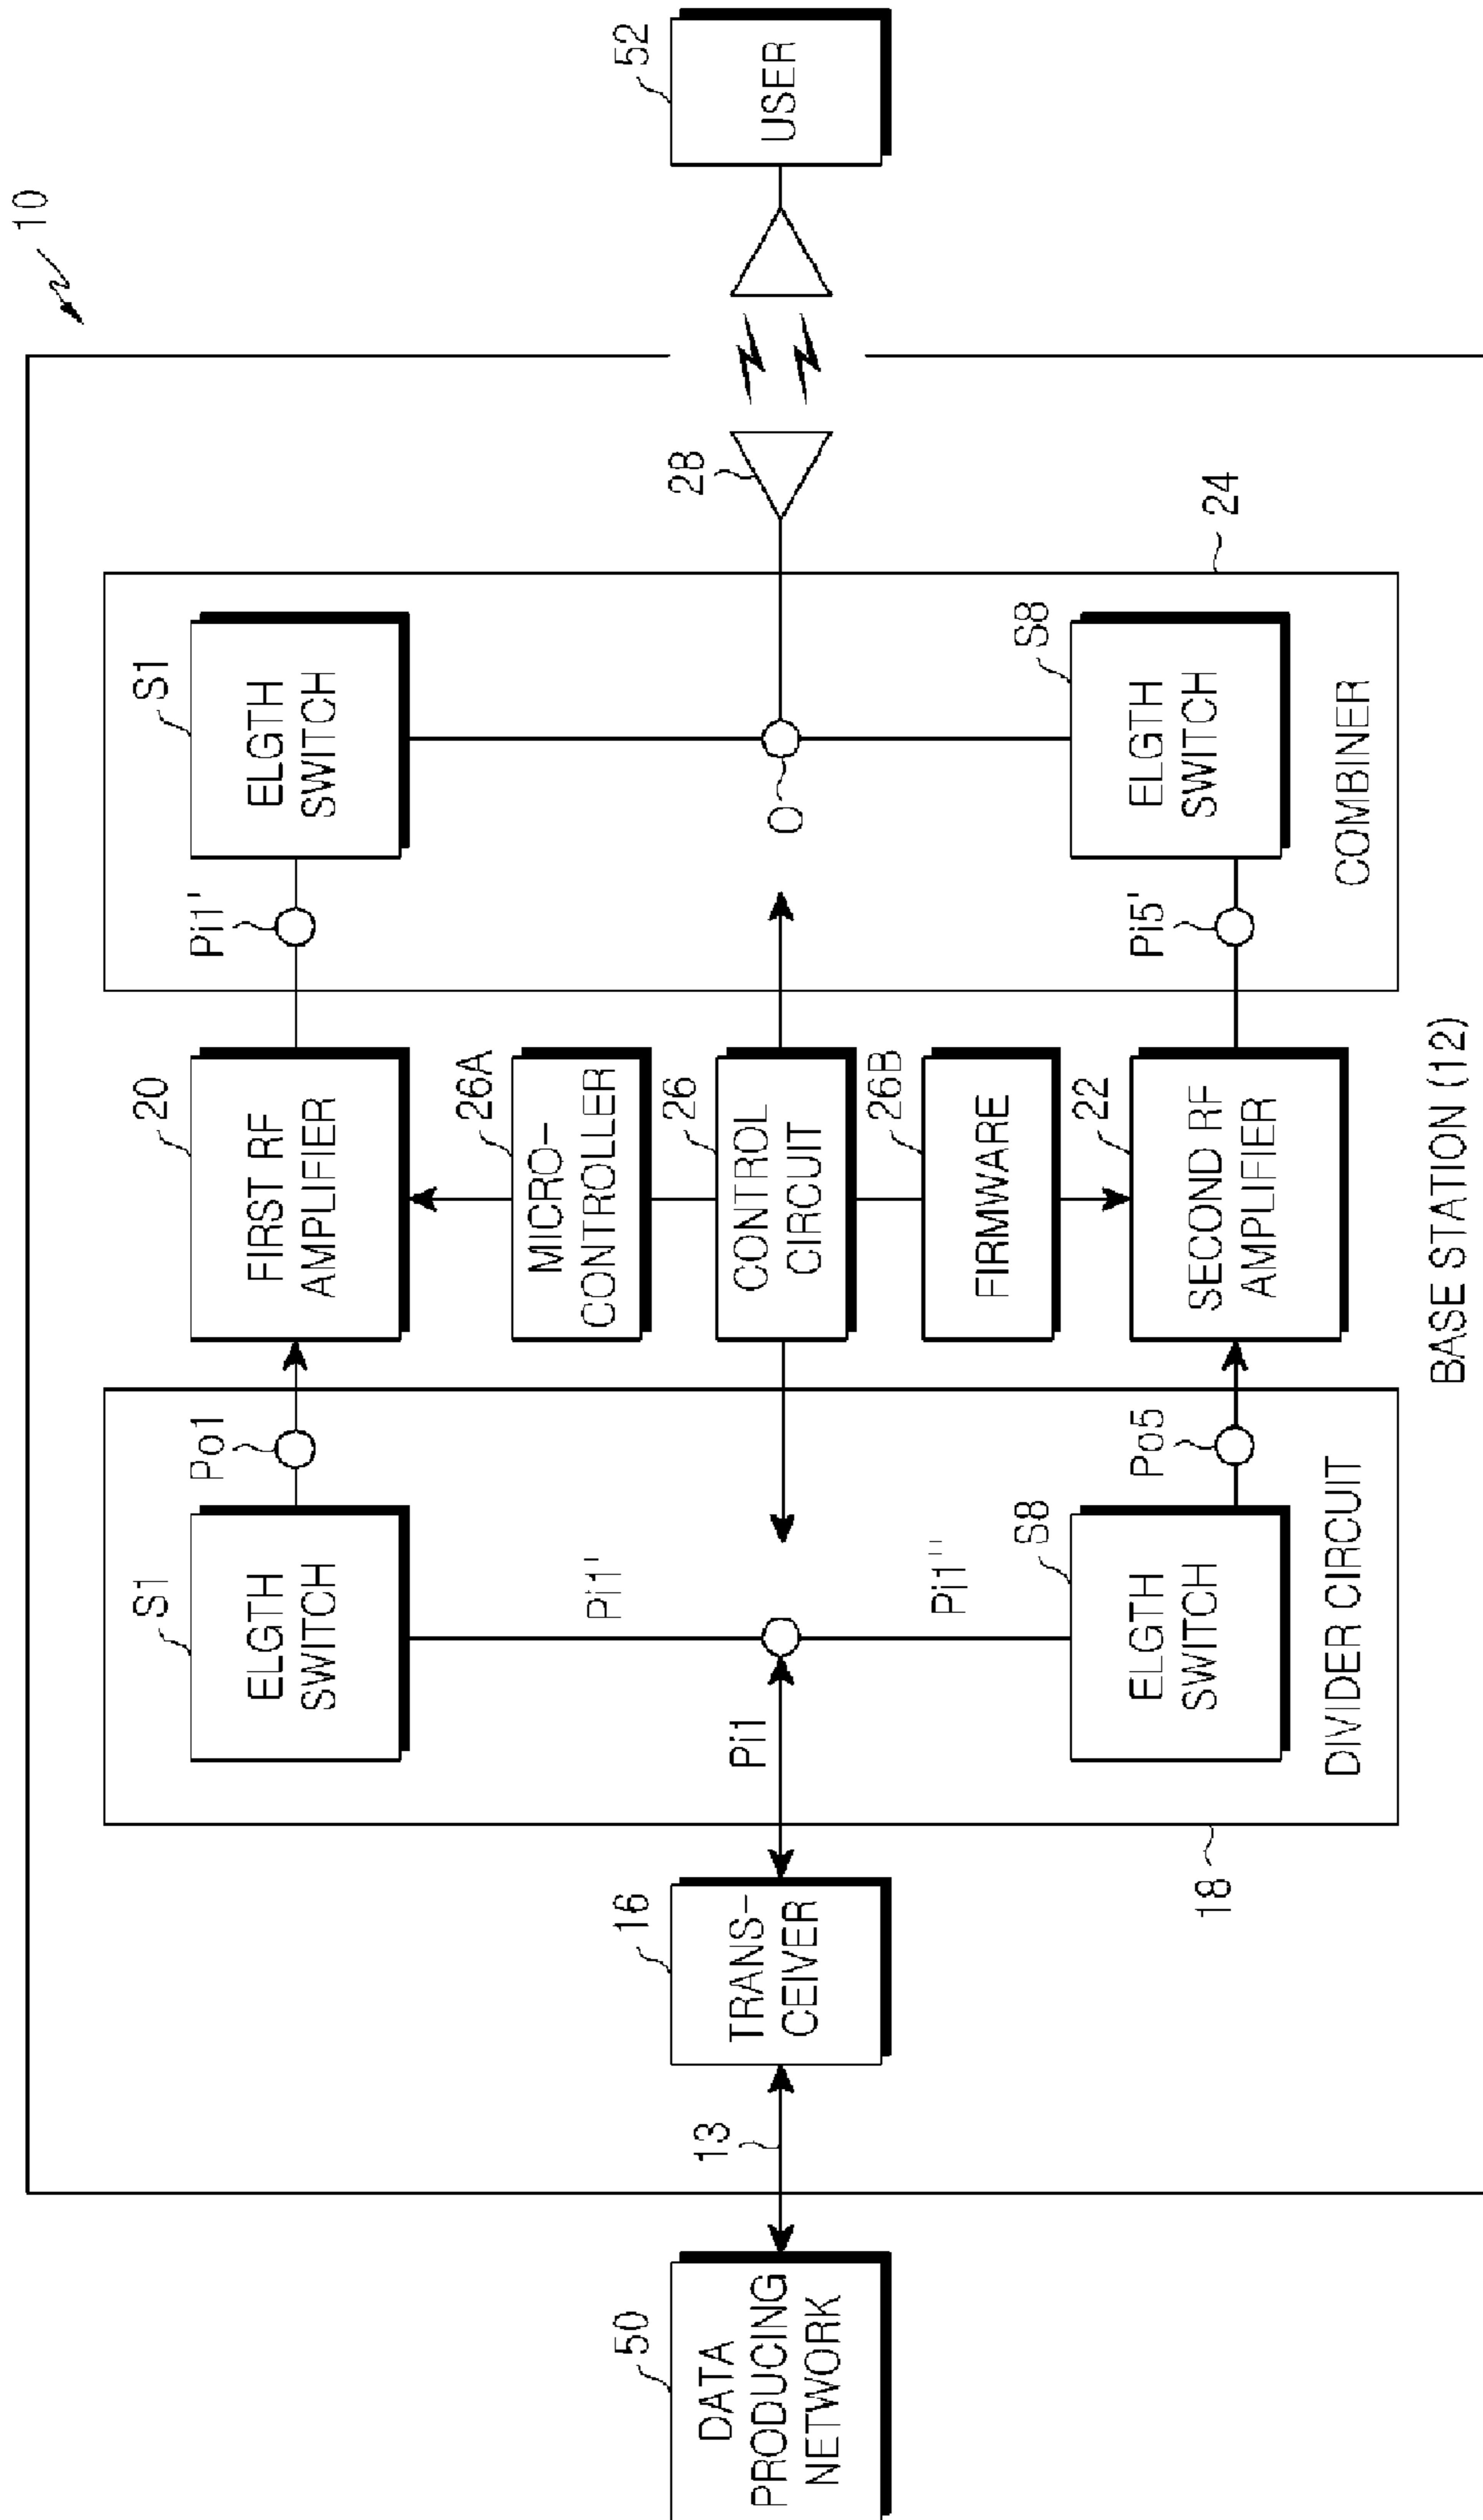 10
50
DATA
PRODUCING
NETWORK
13
16
TRANS-
CEIVER
Pi1
S1
ELGTH
SWITCH
Po1
Pi1'
Pi1''
S8
ELGTH
SWITCH
Po5
DIVIDER CIRCUIT
18
20
FIRST RF
AMPLIFIER
26A
MICRO-
CONTROLLER
26
CONTROL
CIRCUIT
26B
FIRMWARE
22
SECOND RF
AMPLIFIER
Pi1'
S1
ELGTH
SWITCH
O
Pi5'
S8
ELGTH
SWITCH
COMBINER
24
28
52
USER
BASE STATION (12)